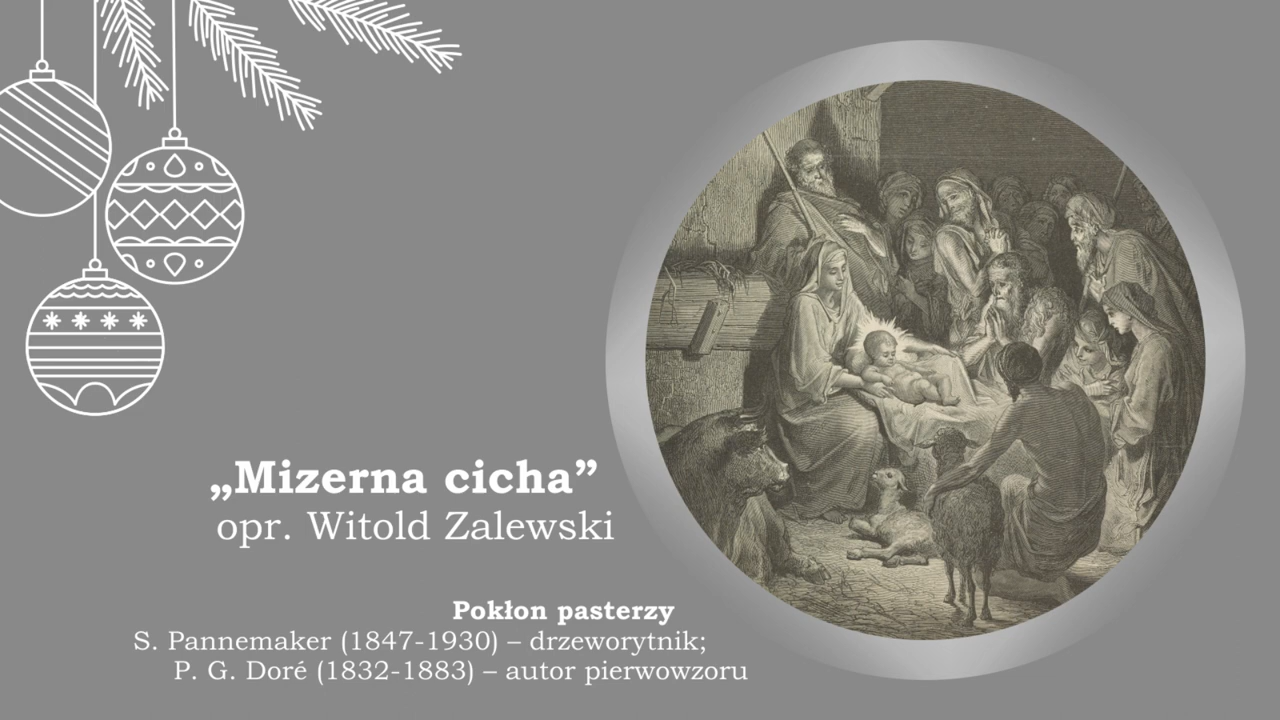 „Mizerna cicha”
opr. Witold Zalewski
Pokłon pasterzy
S. Pannemaker (1847-1930) – drzeworytnik;
P. G. Doré (1832-1883) – autor pierwowzoru